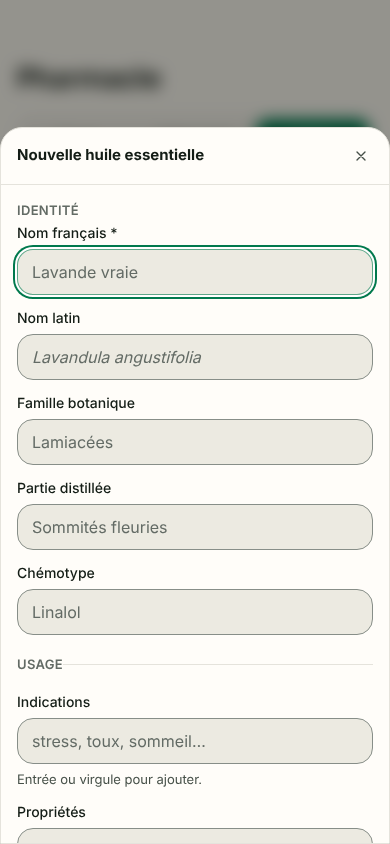 Pharmacie
Nouvelle huile essentielle
IDENTITÉ
Nom français *
Lavande vraie
Nom latin
Lavandula angustifolia
Famille botanique
Lamiacées
Partie distillée
Sommités fleuries
Chémotype
Linalol
USAGE
Indications
stress, toux, sommeil...
Entrée ou virgule pour ajouter.
Propriétés